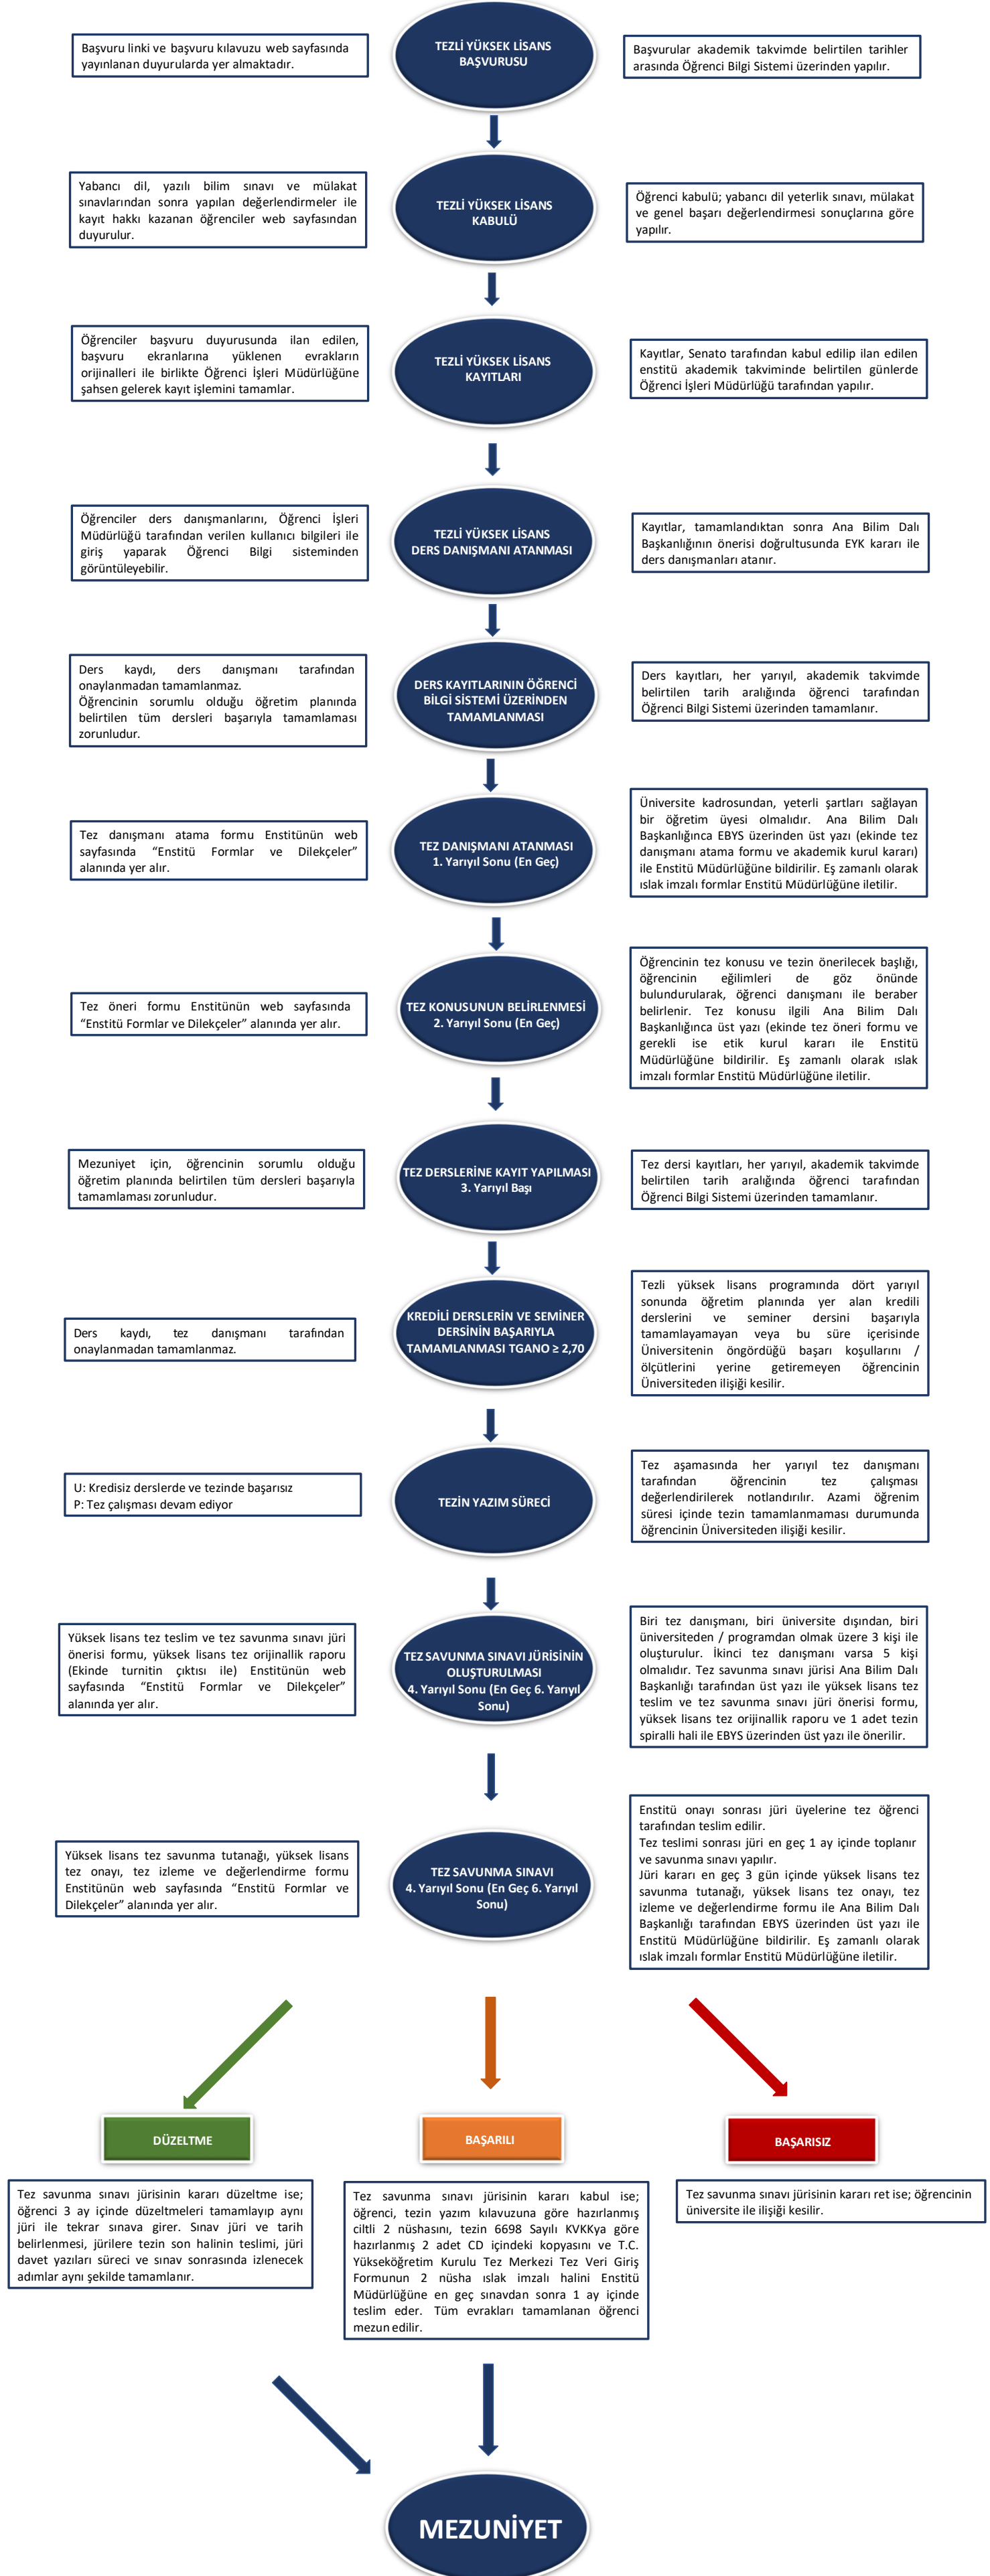 Başvuru linki ve başvuru kılavuzu web sayfasında
yayınlanan duyurularda yer almaktadır.
TEZLİ YÜKSEK LİSANS
BAŞVURUSU
Başvurular akademik takvimde belirtilen tarihler
arasında Öğrenci Bilgi Sistemi üzerinden yapılır.
Yabancı dil, yazılı bilim sınavı ve mülakat
sınavlarından sonra yapılan değerlendirmeler ile
kayıt hakkı kazanan öğrenciler web sayfasından
duyurulur.
TEZLİ YÜKSEK LİSANS
KABULÜ
Öğrenci kabulü; yabancı dil yeterlik sınavı, mülakat
ve genel başarı değerlendirmesi sonuçlarına göre
yapılır.
Öğrenciler başvuru duyurusunda ilan edilen,
başvuru ekranlarına yüklenen evrakların
orijinalleri ile birlikte Öğrenci İşleri Müdürlüğüne
şahsen gelerek kayıt işlemini tamamlar.
TEZLİ YÜKSEK LİSANS
KAYITLARI
Kayıtlar, Senato tarafından kabul edilip ilan edilen
enstitü akademik takviminde belirtilen günlerde
Öğrenci İşleri Müdürlüğü tarafından yapılır.
Öğrenciler ders danışmanlarını, Öğrenci İşleri
Müdürlüğü tarafından verilen kullanıcı bilgileri ile
giriş yaparak Öğrenci Bilgi sisteminden
görüntüleyebilir.
TEZLİ YÜKSEK LİSANS
DERS DANIŞMANI ATANMASI
Kayıtlar, tamamlandıktan sonra Ana Bilim Dalı
Başkanlığının önerisi doğrultusunda EYK kararı ile
ders danışmanları atanır.
Ders kaydı, ders danışmanı tarafından
onaylanmadan tamamlanmaz.
Öğrencinin sorumlu olduğu öğretim planında
belirtilen tüm dersleri başarıyla tamamlaması
zorunludur.
DERS KAYITLARININ ÖĞRENCİ
BİLGİ SİSTEMİ ÜZERİNDEN
TAMAMLANMASI
Ders kayıtları, her yarıyıl, akademik takvimde
belirtilen tarih aralığında öğrenci tarafından
Öğrenci Bilgi Sistemi üzerinden tamamlanır.
Tez danışmanı atama formu Enstitünün web
sayfasında “Enstitü Formlar ve Dilekçeler”
alanında yer alır.
TEZ DANIŞMANI ATANMASI
1. Yarıyıl Sonu (En Geç)
Üniversite kadrosundan, yeterli şartları sağlayan
bir öğretim üyesi olmalıdır. Ana Bilim Dalı
Başkanlığınca EBYS üzerinden üst yazı (ekinde tez
danışmanı atama formu ve akademik kurul kararı)
ile Enstitü Müdürlüğüne bildirilir. Eş zamanlı olarak
ıslak imzalı formlar Enstitü Müdürlüğüne iletilir.
Tez öneri formu Enstitünün web sayfasında
“Enstitü Formlar ve Dilekçeler” alanında yer alır.
TEZ KONUSUNUN BELİRLENMESİ
2. Yarıyıl Sonu (En Geç)
Öğrencinin tez konusu ve tezin önerilecek başlığı,
öğrencinin eğilimleri de göz önünde
bulundurularak, öğrenci danışmanı ile beraber
belirlenir. Tez konusu ilgili Ana Bilim Dalı
Başkanlığınca üst yazı (ekinde tez öneri formu ve
gerekli ise etik kurul kararı ile Enstitü
Müdürlüğüne bildirilir. Eş zamanlı olarak ıslak
imzalı formlar Enstitü Müdürlüğüne iletilir.
Mezuniyet için, öğrencinin sorumlu olduğu
öğretim planında belirtilen tüm dersleri başarıyla
tamamlaması zorunludur.
TEZ DERSLERİNE KAYIT YAPILMASI
3. Yarıyıl Başı
Tez dersi kayıtları, her yarıyıl, akademik takvimde
belirtilen tarih aralığında öğrenci tarafından
Öğrenci Bilgi Sistemi üzerinden tamamlanır.
Ders kaydı, tez danışmanı tarafından
onaylanmadan tamamlanmaz.
KREDİLİ DERSLERİN VE SEMİNER
DERSİNİN BAŞARIYLA
TAMAMLANMASI TGANO ≥ 2,70
Tezli yüksek lisans programında dört yarıyıl
sonunda öğretim planında yer alan kredili
derslerini ve seminer dersini başarıyla
tamamlayamayan veya bu süre içerisinde
Üniversitenin öngördüğü başarı koşullarını /
ölçütlerini yerine getiremeyen öğrencinin
Üniversiteden ilişiği kesilir.
U: Kredisiz derslerde ve tezinde başarısız
P: Tez çalışması devam ediyor
TEZİN YAZIM SÜRECİ
Tez aşamasında her yarıyıl tez danışmanı
tarafından öğrencinin tez çalışması
değerlendirilerek notlandırılır. Azami öğrenim
süresi içinde tezin tamamlanmaması durumunda
öğrencinin Üniversiteden ilişiği kesilir.
Yüksek lisans tez teslim ve tez savunma sınavı jüri
önerisi formu, yüksek lisans tez orijinallik raporu
(Ekinde turnitin çıktısı ile) Enstitünün web
sayfasında “Enstitü Formlar ve Dilekçeler”
alanında yer alır.
TEZ SAVUNMA SINAVI JÜRİSİNİN
OLUŞTURULMASI
4. Yarıyıl Sonu (En Geç 6. Yarıyıl
Sonu)
Biri tez danışmanı, biri üniversite dışından, biri
üniversiteden / programdan olmak üzere 3 kişi ile
oluşturulur. İkinci tez danışmanı varsa 5 kişi
olmalıdır. Tez savunma sınavı jürisi Ana Bilim Dalı
Başkanlığı tarafından üst yazı ile yüksek lisans tez
teslim ve tez savunma sınavı jüri önerisi formu,
yüksek lisans tez orijinallik raporu ve 1 adet tezin
spiralli hali ile EBYS üzerinden üst yazı ile önerilir.
Yüksek lisans tez savunma tutanağı, yüksek lisans
tez onayı, tez izleme ve değerlendirme formu
Enstitünün web sayfasında “Enstitü Formlar ve
Dilekçeler” alanında yer alır.
TEZ SAVUNMA SINAVI
4. Yarıyıl Sonu (En Geç 6. Yarıyıl
Sonu)
Enstitü onayı sonrası jüri üyelerine tez öğrenci
tarafından teslim edilir.
Tez teslimi sonrası jüri en geç 1 ay içinde toplanır
ve savunma sınavı yapılır.
Jüri kararı en geç 3 gün içinde yüksek lisans tez
savunma tutanağı, yüksek lisans tez onayı, tez
izleme ve değerlendirme formu ile Ana Bilim Dalı
Başkanlığı tarafından EBYS üzerinden üst yazı ile
Enstitü Müdürlüğüne bildirilir. Eş zamanlı olarak
ıslak imzalı formlar Enstitü Müdürlüğüne iletilir.
DÜZELTME
BAŞARILI
BAŞARISIZ
Tez savunma sınavı jürisinin kararı düzeltme ise;
öğrenci 3 ay içinde düzeltmeleri tamamlayıp aynı
jüri ile tekrar sınava girer. Sınav jüri ve tarih
belirlenmesi, jürilere tezin son halinin teslimi, jüri
davet yazıları süreci ve sınav sonrasında izlenecek
adımlar aynı şekilde tamamlanır.
Tez savunma sınavı jürisinin kararı kabul ise;
öğrenci, tezin yazım kılavuzuna göre hazırlanmış
ciltli 2 nüshasını, tezin 6698 Sayılı KVKKya göre
hazırlanmış 2 adet CD içindeki kopyasını ve T.C.
Yükseköğretim Kurulu Tez Merkezi Tez Veri Giriş
Formunun 2 nüsha ıslak imzalı halini Enstitü
Müdürlüğüne en geç sınavdan sonra 1 ay içinde
teslim eder. Tüm evrakları tamamlanan öğrenci
mezun edilir.
Tez savunma sınavı jürisinin kararı ret ise; öğrencinin
üniversite ile ilişiği kesilir.
MEZUNİYET